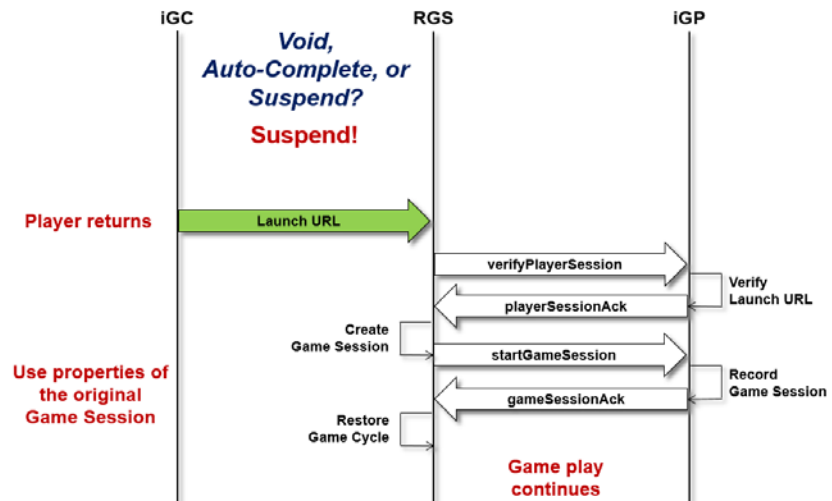 iGC
RGS
iGP
Void,
Auto-Complete, or
Suspend?
Suspend!
Player returns
Launch URL
verifyPlayerSession
Verify
Launch URL
playerSessionAck
Create
Game Session
startGameSession
Use properties of
the original
Game Session
Record
Game Session
gameSessionAck
Restore
Game Cycle
Game play
continues